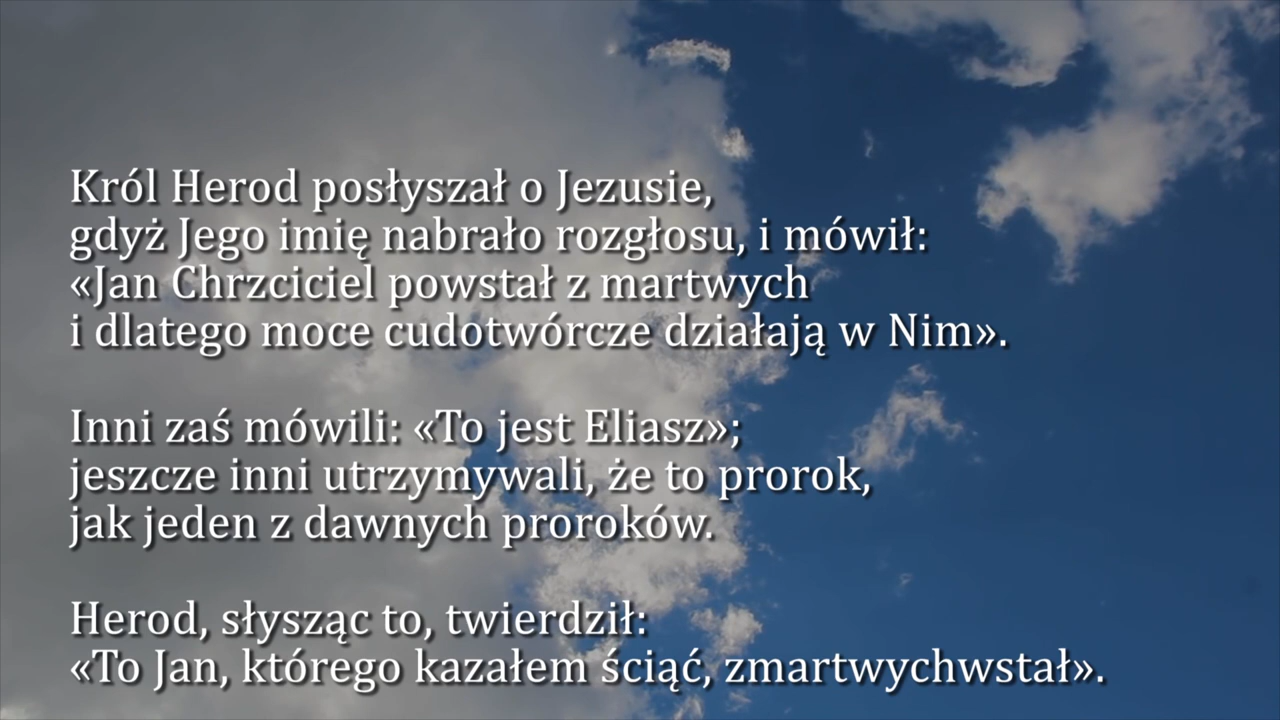 Król Herod posłyszał o Jezusie,
gdyż Jego imię nabrało rozgłosu, i mówił:
«Jan Chrzciciel powstał z martwych
i dlatego moce cudotwórcze działają w Nim».
Inni zaś mówili: «To jest Eliasz»;
jeszcze inni utrzymywali, że to prorok,
jak jeden z dawnych proroków.
Herod, słysząc to, twierdził:
«To Jan, którego kazałem ściąć, zmartwychwstał».